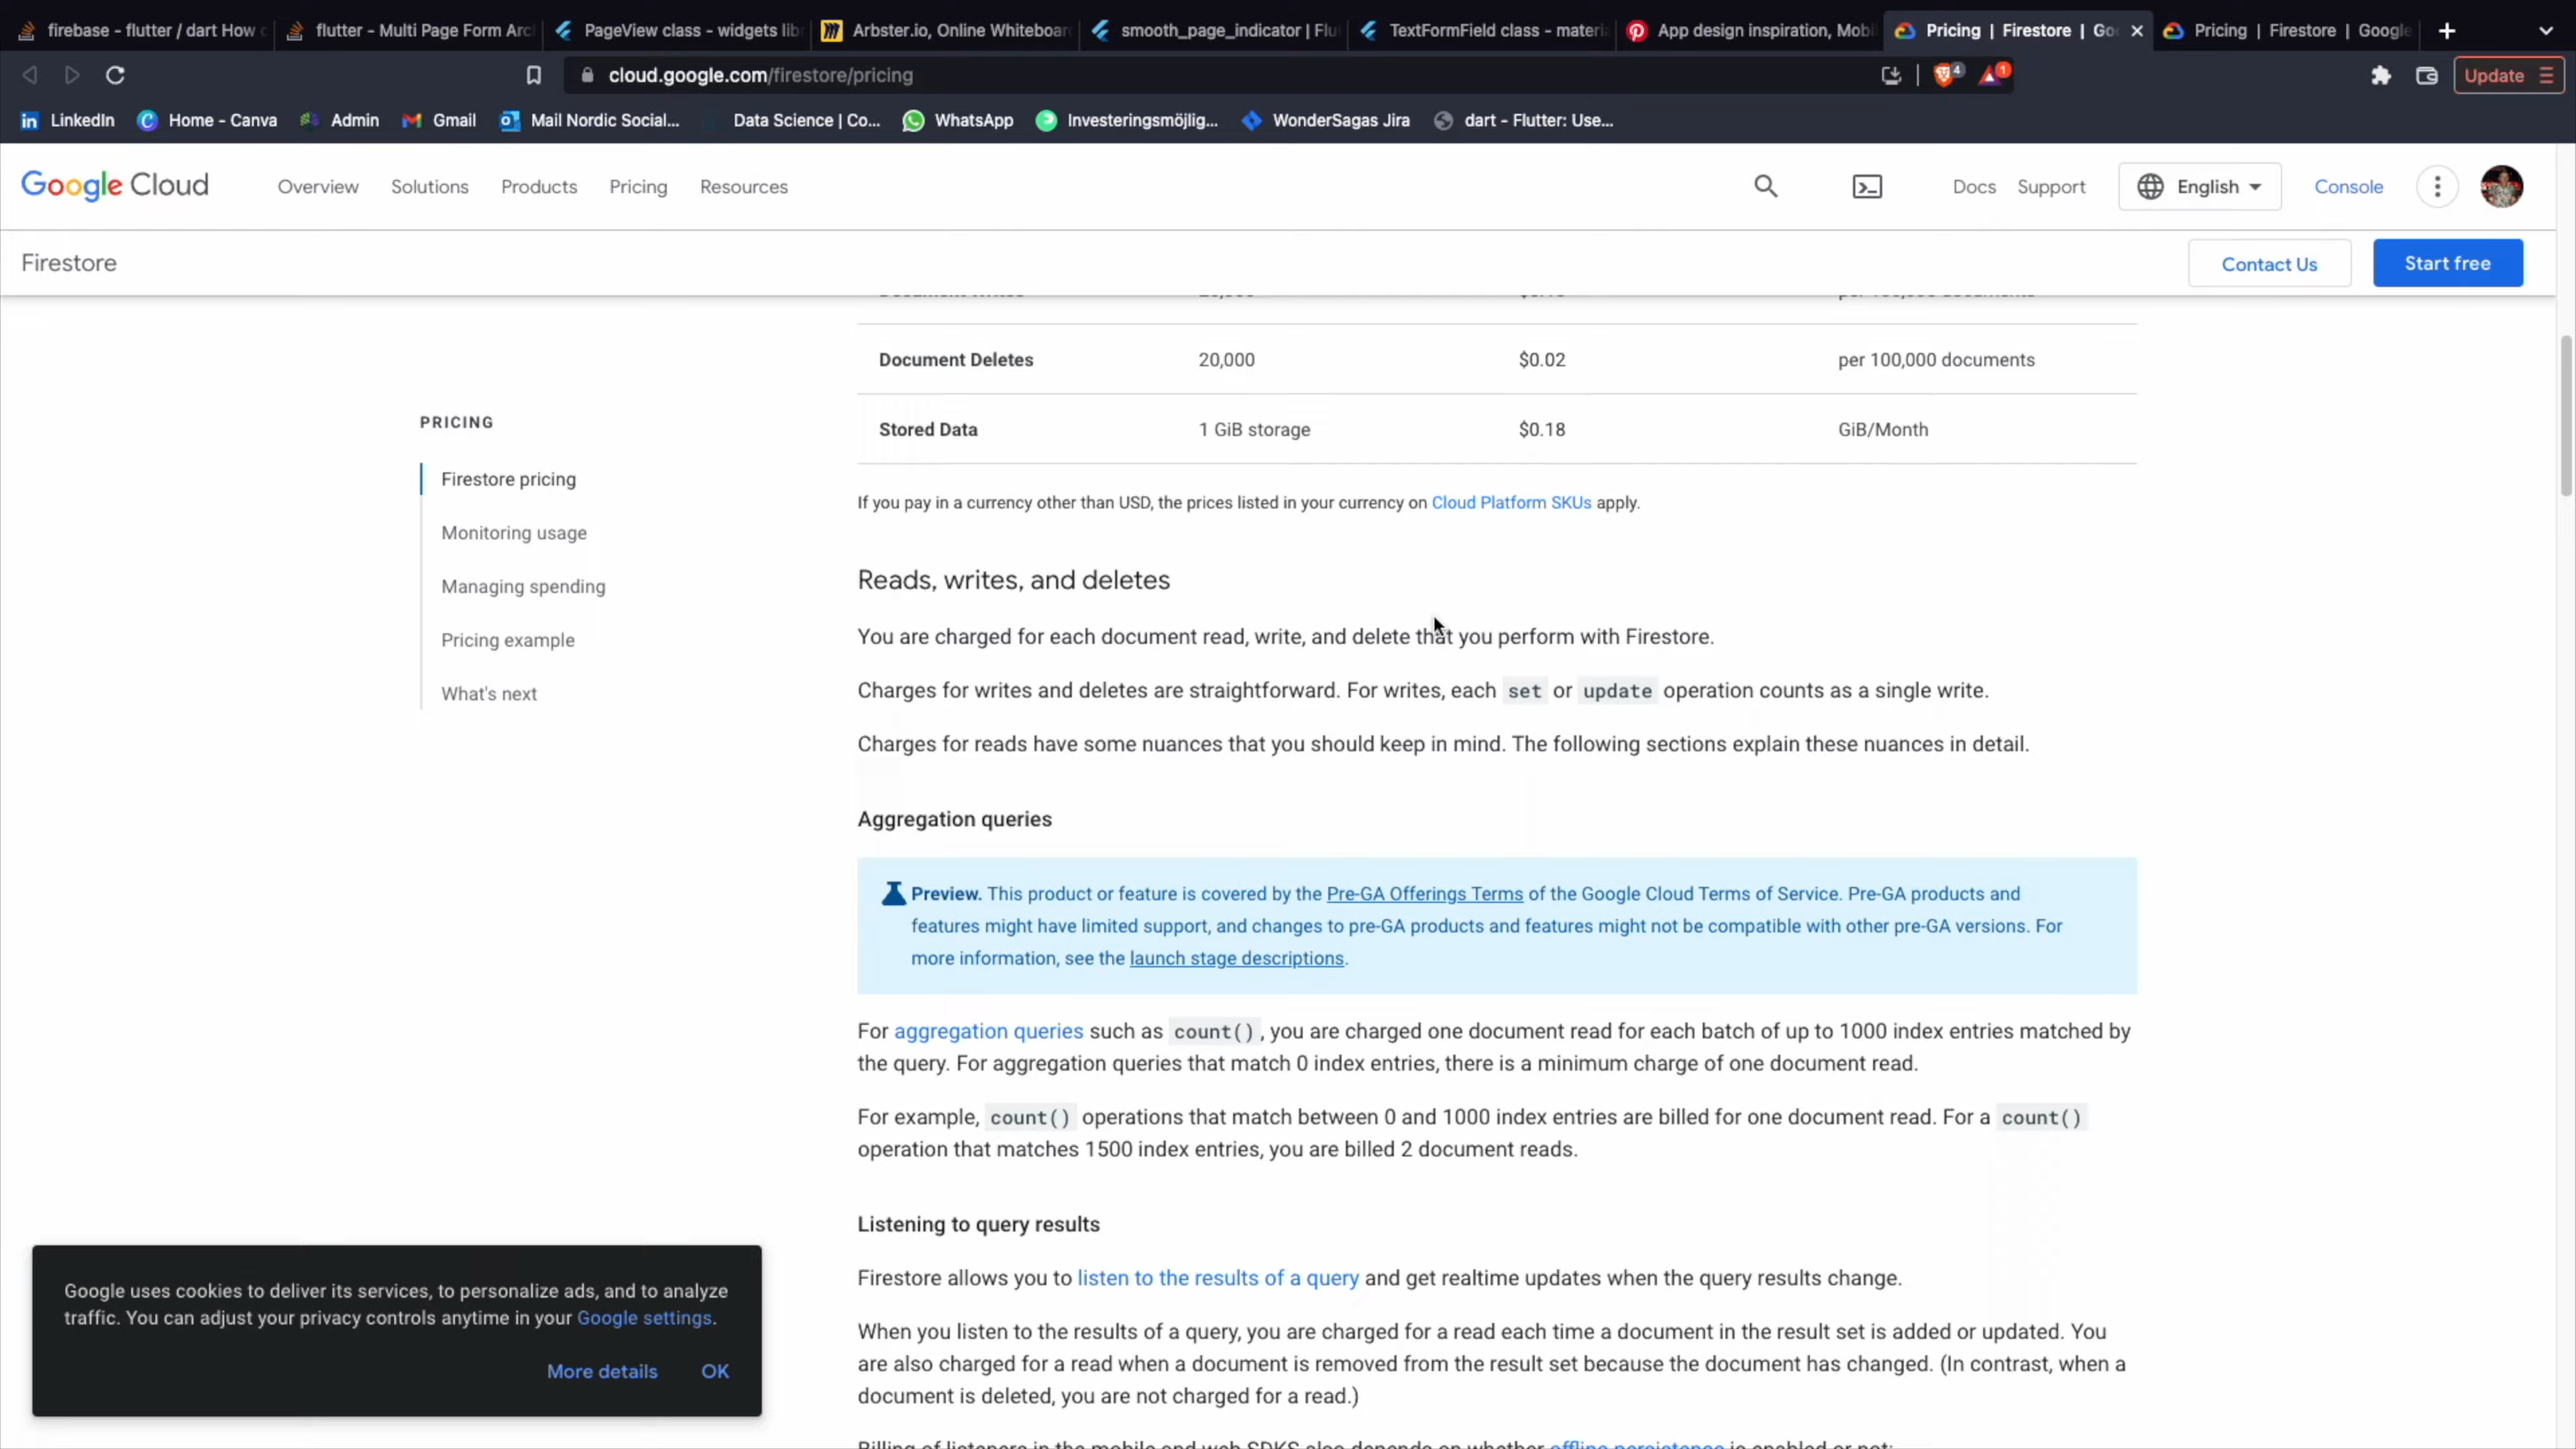 firebase - flutter / dart How
flutter - Multi Page Form Arc
PageView class - widgets lib
Arbster.io, Online Whiteboar
smooth_page_indicator | Flu
TextFormField class - materi
App design inspiration, Mobi
Pricing | Firestore | Go
Pricing | Firestore | Google
cloud.google.com/firestore/pricing
4
1
Update
LinkedIn
Home - Canva
Admin
Gmail
Mail Nordic Social...
Data Science | Co...
WhatsApp
Investeringsmöjlig...
WonderSagas Jira
dart - Flutter: Use...
Google Cloud
Overview
Solutions
Products
Pricing
Resources
Docs
Support
English
Console
Firestore
Contact Us
Start free
Document Deletes 20,000 $0.02 per 100,000 documents
Stored Data 1 GiB storage $0.18 GiB/Month
PRICING
Firestore pricing
Monitoring usage
Managing spending
Pricing example
What's next
If you pay in a currency other than USD, the prices listed in your currency on Cloud Platform SKUs apply.
Reads, writes, and deletes
You are charged for each document read, write, and delete that you perform with Firestore.
Charges for writes and deletes are straightforward. For writes, each set or update operation counts as a single write.
Charges for reads have some nuances that you should keep in mind. The following sections explain these nuances in detail.
Aggregation queries
Preview. This product or feature is covered by the Pre-GA Offerings Terms of the Google Cloud Terms of Service. Pre-GA products and
features might have limited support, and changes to pre-GA products and features might not be compatible with other pre-GA versions. For
more information, see the launch stage descriptions.
For aggregation queries such as count(), you are charged one document read for each batch of up to 1000 index entries matched by
the query. For aggregation queries that match 0 index entries, there is a minimum charge of one document read.
For example, count() operations that match between 0 and 1000 index entries are billed for one document read. For a count()
operation that matches 1500 index entries, you are billed 2 document reads.
Listening to query results
Firestore allows you to listen to the results of a query and get realtime updates when the query results change.
When you listen to the results of a query, you are charged for a read each time a document in the result set is added or updated. You
are also charged for a read when a document is removed from the result set because the document has changed. (In contrast, when a
document is deleted, you are not charged for a read.)
Google uses cookies to deliver its services, to personalize ads, and to analyze
traffic. You can adjust your privacy controls anytime in your Google settings.
More details
OK